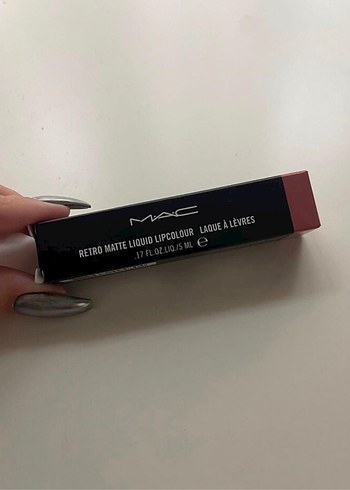 MAC
RETRO MATTE LIQUID LIPCOLOUR LAQUE À LÈVRES
.17 FL.OZ.LIQ./5 ML ℮